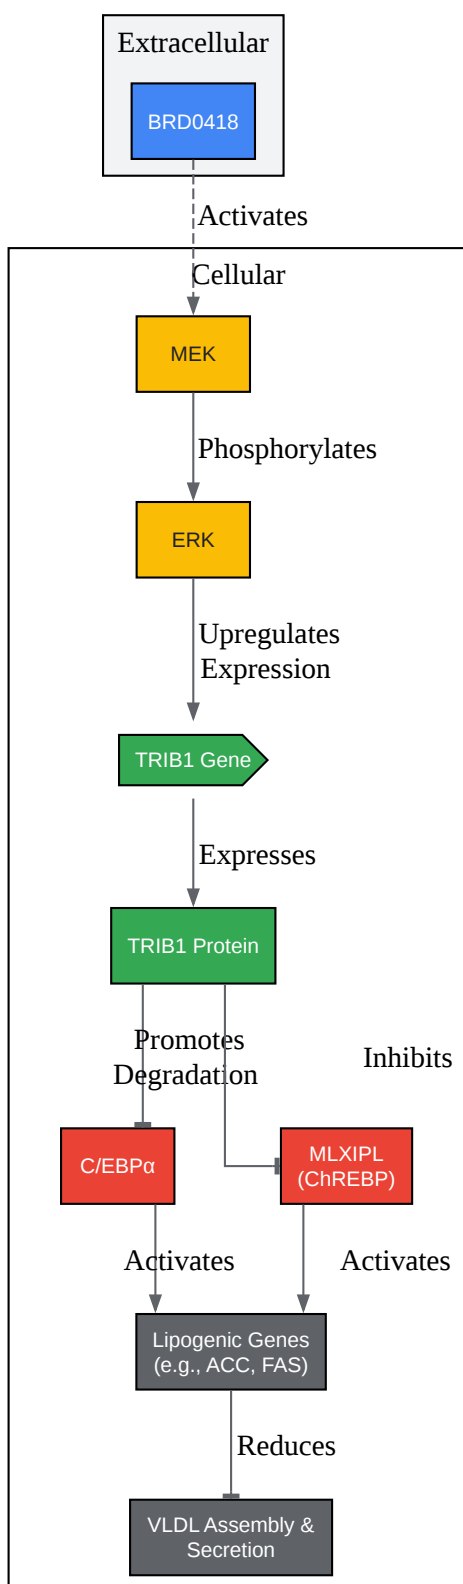 Extracellular
BRD0418
Activates
Cellular
MEK
Phosphorylates
ERK
Upregulates
Expression
TRIB1 Gene
Expresses
TRIB1 Protein
Promotes
Degradation
Inhibits
C/EBPα
MLXIPL
(ChREBP)
Activates
Activates
Lipogenic Genes
(e.g., ACC, FAS)
Reduces
VLDL Assembly &
Secretion